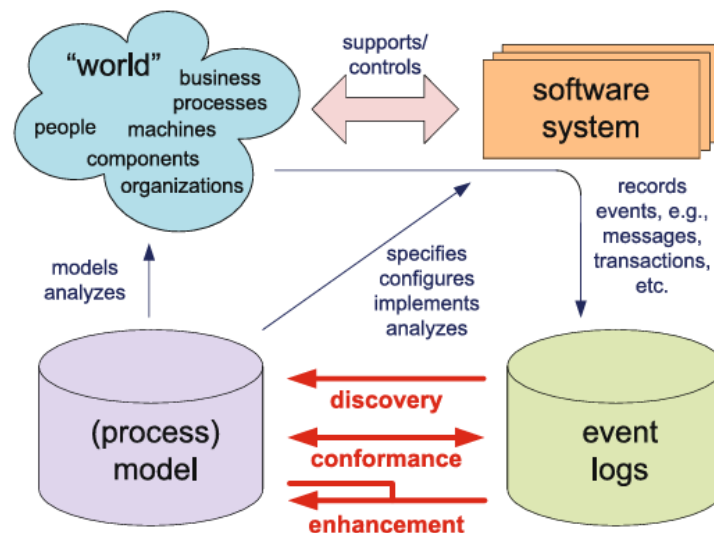 “world”
business
processes
people
machines
components
organizations
supports/
controls
software
system
records
events, e.g.,
messages,
transactions,
etc.
models
analyzes
specifies
configures
implements
analyzes
(process)
model
discovery
conformance
enhancement
event
logs